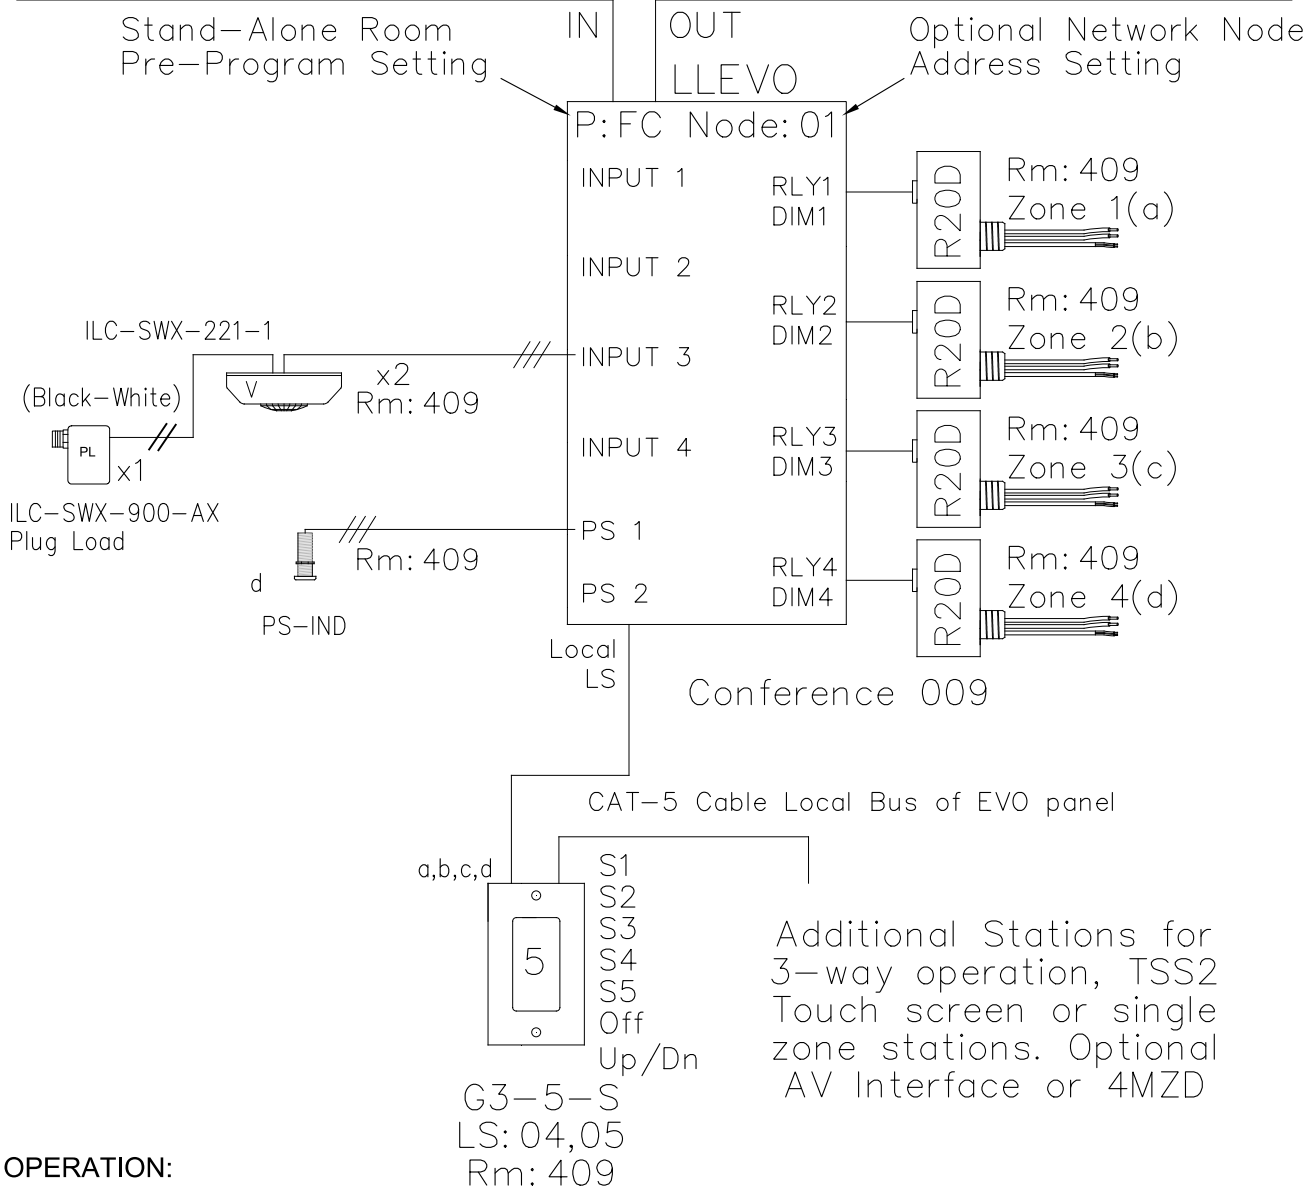 Stand-Alone Room
Pre-Program Setting
IN
OUT
LLEVO
Optional Network Node
Address Setting
P:FC Node:01
INPUT 1
INPUT 2
INPUT 3
INPUT 4
PS 1
PS 2
RLY1
DIM1
RLY2
DIM2
RLY3
DIM3
RLY4
DIM4
R20D
Rm:409
Zone 1(a)
R20D
Rm:409
Zone 2(b)
R20D
Rm:409
Zone 3(c)
R20D
Rm:409
Zone 4(d)
ILC-SWX-221-1
V
x2
Rm:409
(Black-White)
PL
x1
ILC-SWX-900-AX
Plug Load
Rm:409
d
PS-IND
Local
LS
Conference 009
CAT-5 Cable Local Bus of EVO panel
a,b,c,d
5
S1
S2
S3
S4
S5
Off
Up/Dn
G3-5-S
LS:04,05
Rm:409
Additional Stations for
3-way operation, TSS2
Touch screen or single
zone stations. Optional
AV Interface or 4MZD
OPERATION: